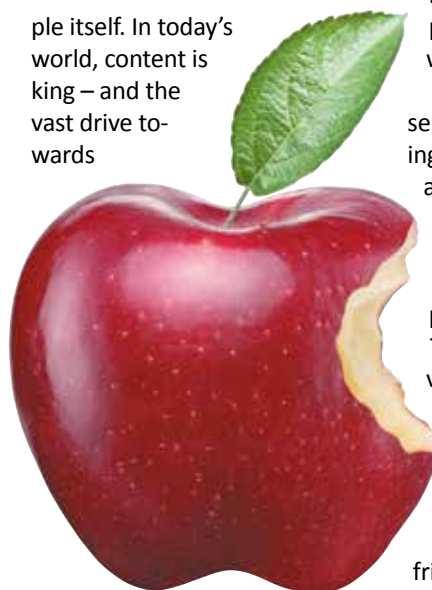 ple itself. In today's
world, content is
king – and the
vast drive to-
wards